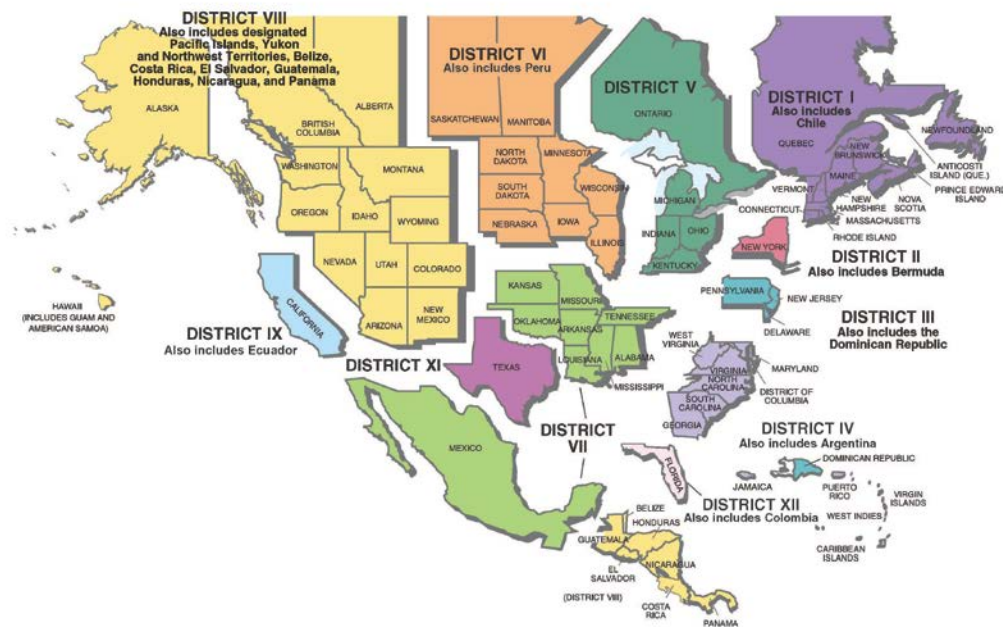 DISTRICT VIII
Also includes designated
Pacific Islands, Yukon
and Northwest Territories, Belize,
Costa Rica, El Salvador, Guatemala,
Honduras, Nicaragua, and Panama
ALASKA
BRITISH
COLUMBIA
ALBERTA
WASHINGTON
MONTANA
OREGON
IDAHO
WYOMING
NEVADA
UTAH
COLORADO
ARIZONA
NEW
MEXICO
HAWAII
(INCLUDES GUAM AND
AMERICAN SAMOA)
DISTRICT VI
Also includes Peru
SASKATCHEWAN
MANITOBA
NORTH
DAKOTA
MINNESOTA
SOUTH
DAKOTA
WISCONSIN
NEBRASKA
IOWA
ILLINOIS
DISTRICT V
ONTARIO
MICHIGAN
INDIANA
OHIO
KENTUCKY
DISTRICT I
Also includes
Chile
QUEBEC
NEWFOUNDLAND
NEW
BRUNSWICK
ANTICOSTI
ISLAND (QUE.)
MAINE
PRINCE EDWARD
ISLAND
VERMONT
NEW
HAMPSHIRE
NOVA
SCOTIA
CONNECTICUT
MASSACHUSETTS
RHODE ISLAND
NEW YORK
DISTRICT II
Also includes Bermuda
PENNSYLVANIA
NEW JERSEY
DELAWARE
DISTRICT III
Also includes the
Dominican Republic
DISTRICT IX
Also includes Ecuador
CALIFORNIA
DISTRICT XI
TEXAS
KANSAS
MISSOURI
OKLAHOMA
ARKANSAS
TENNESSEE
LOUISIANA
ALABAMA
MISSISSIPPI
DISTRICT
VII
MEXICO
WEST
VIRGINIA
VIRGINIA
MARYLAND
NORTH
CAROLINA
DISTRICT OF
COLUMBIA
SOUTH
CAROLINA
GEORGIA
DISTRICT IV
Also includes Argentina
DOMINICAN REPUBLIC
JAMAICA
PUERTO
RICO
VIRGIN
ISLANDS
WEST INDIES
CARIBBEAN
ISLANDS
FLORIDA
DISTRICT XII
Also includes Colombia
BELIZE
HONDURAS
GUATEMALA
NICARAGUA
EL
SALVADOR
(DISTRICT VIII)
COSTA
RICA
PANAMA